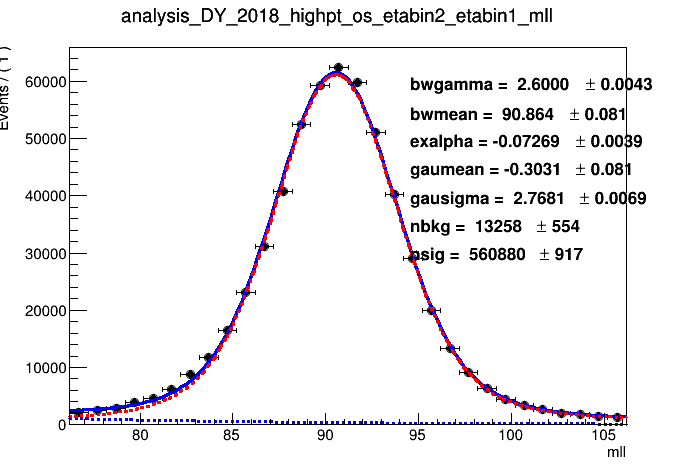 analysis_DY_2018_highpt_os_etabin2_etabin1_mll
Events / ( 1 )
60000
50000
40000
30000
20000
10000
0
bwgamma = 2.6000 ± 0.0043
bwmean = 90.864 ± 0.081
exalpha = -0.07269 ± 0.0039
gaumean = -0.3031 ± 0.081
gausigma = 2.7681 ± 0.0069
nbkg = 13258 ± 554
nsig = 560880 ± 917
80 85 90 95 100 105
mll